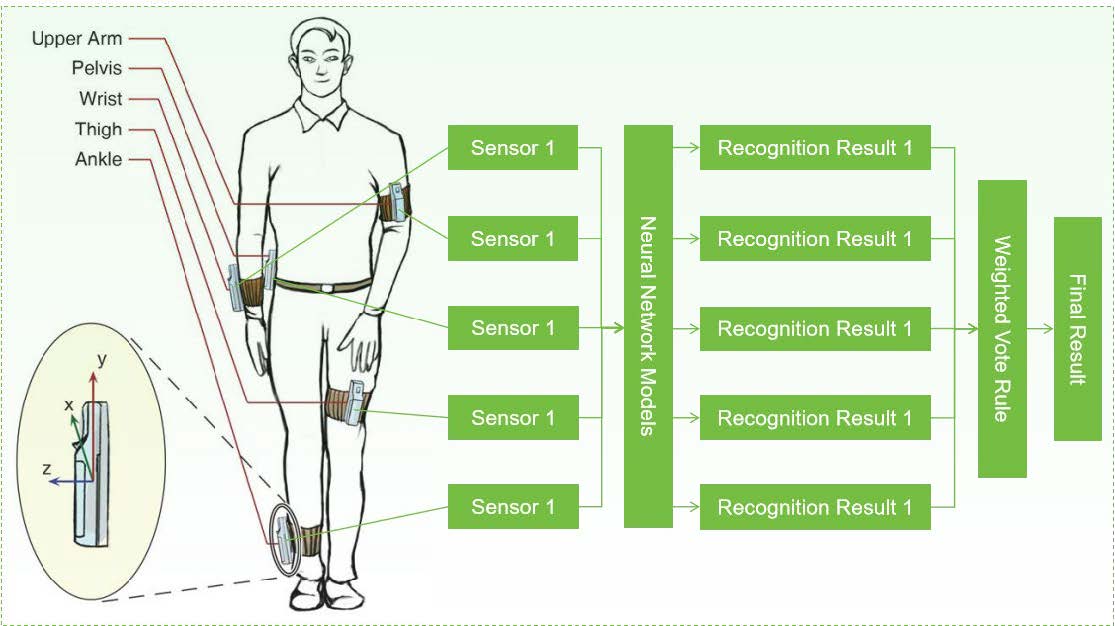 Upper Arm
Pelvis
Wrist
Thigh
Ankle
y
x
z
Sensor 1
Sensor 1
Sensor 1
Sensor 1
Sensor 1
Neural Network Models
Recognition Result 1
Recognition Result 1
Recognition Result 1
Recognition Result 1
Recognition Result 1
Weighted Vote Rule
Final Result